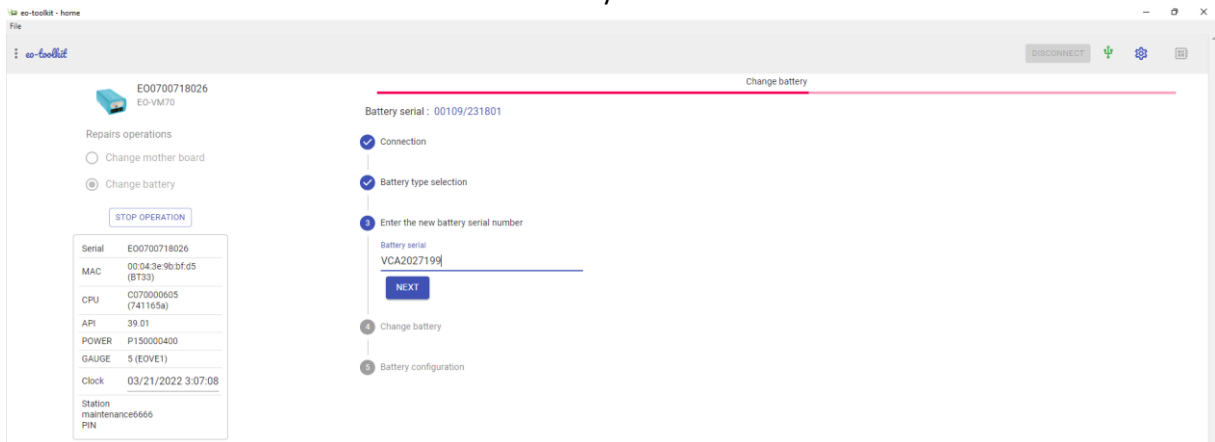 eo-toolkit - home
File
eo-toolkit
DISCONNECT
EO0700718026
EO-VM70
Repairs operations
Change mother board
Change battery
STOP OPERATION
Serial EO0700718026
MAC 00:04:3e:9b:bf:d5
(BT33)
CPU C070000605
(741165a)
API 39.01
POWER P150000400
GAUGE 5 (EOVE1)
Clock 03/21/2022 3:07:08
Station
maintenance6666
PIN
Change battery
Battery serial : 00109/231801
Connection
Battery type selection
3 Enter the new battery serial number
Battery serial
VCA2027199
NEXT
4 Change battery
5 Battery configuration